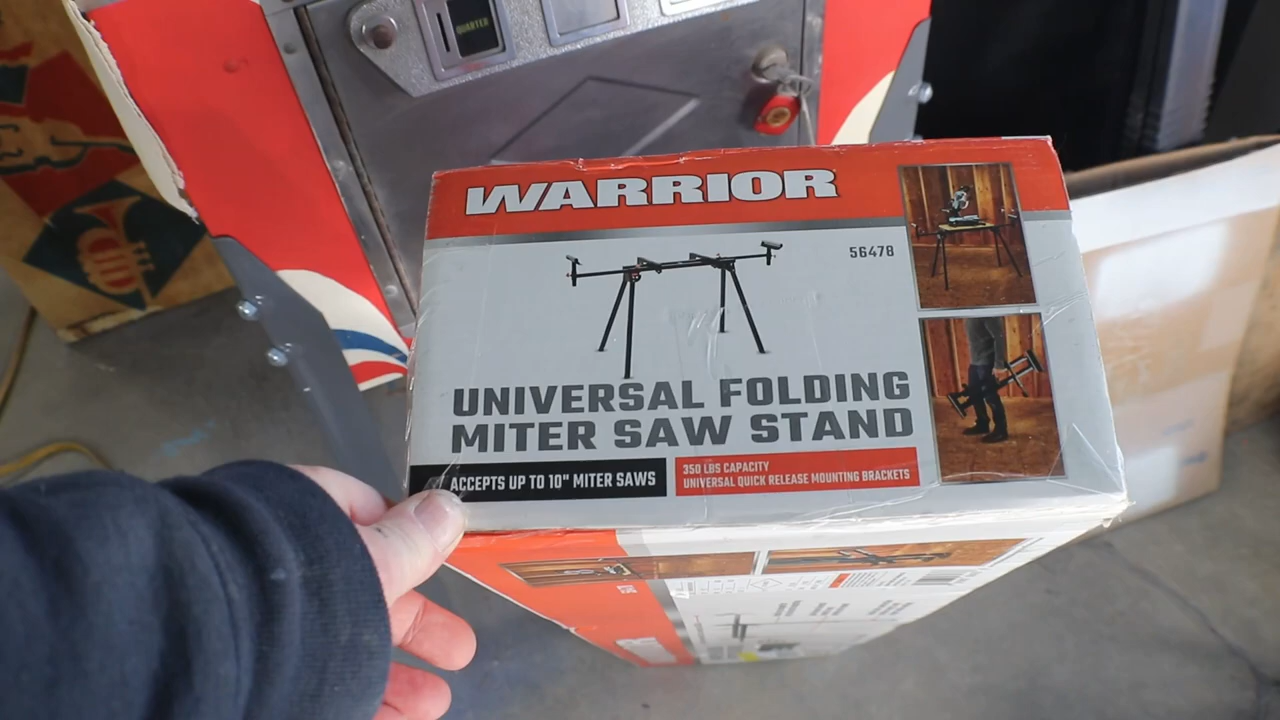 QUARTER
WARRIOR
56478
UNIVERSAL FOLDING
MITER SAW STAND
ACCEPTS UP TO 10" MITER SAWS
350 LBS CAPACITY
UNIVERSAL QUICK RELEASE MOUNTING BRACKETS